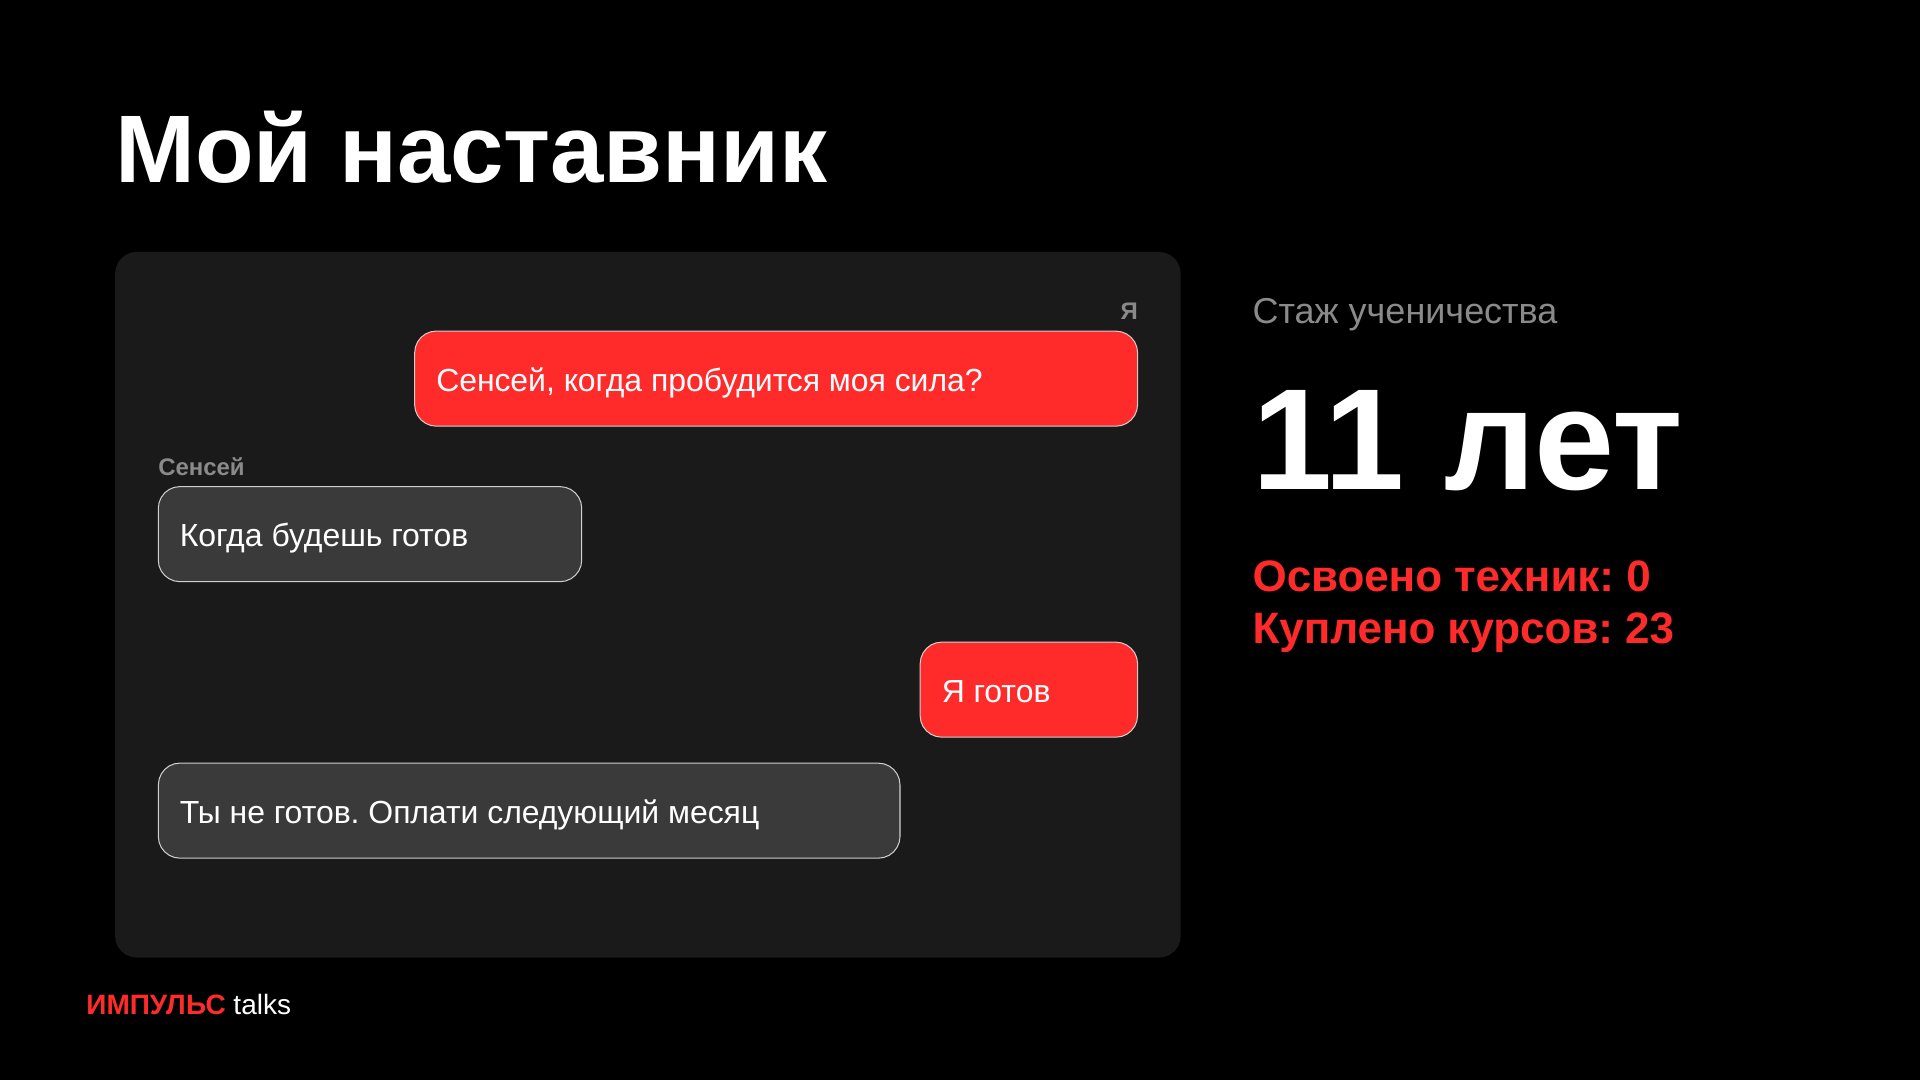 Мой наставник
Я
Сенсей, когда пробудится моя сила?
Сенсей
Когда будешь готов
Я готов
Ты не готов. Оплати следующий месяц
Стаж ученичества
11 лет
Освоено техник: 0
Куплено курсов: 23
ИМПУЛЬС talks